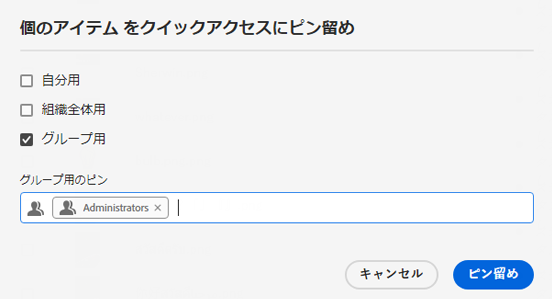 個のアイテム をクイックアクセスにピン留め
自分用
組織全体用
グループ用
グループ用のピン
Administrators ×
キャンセル ピン留め